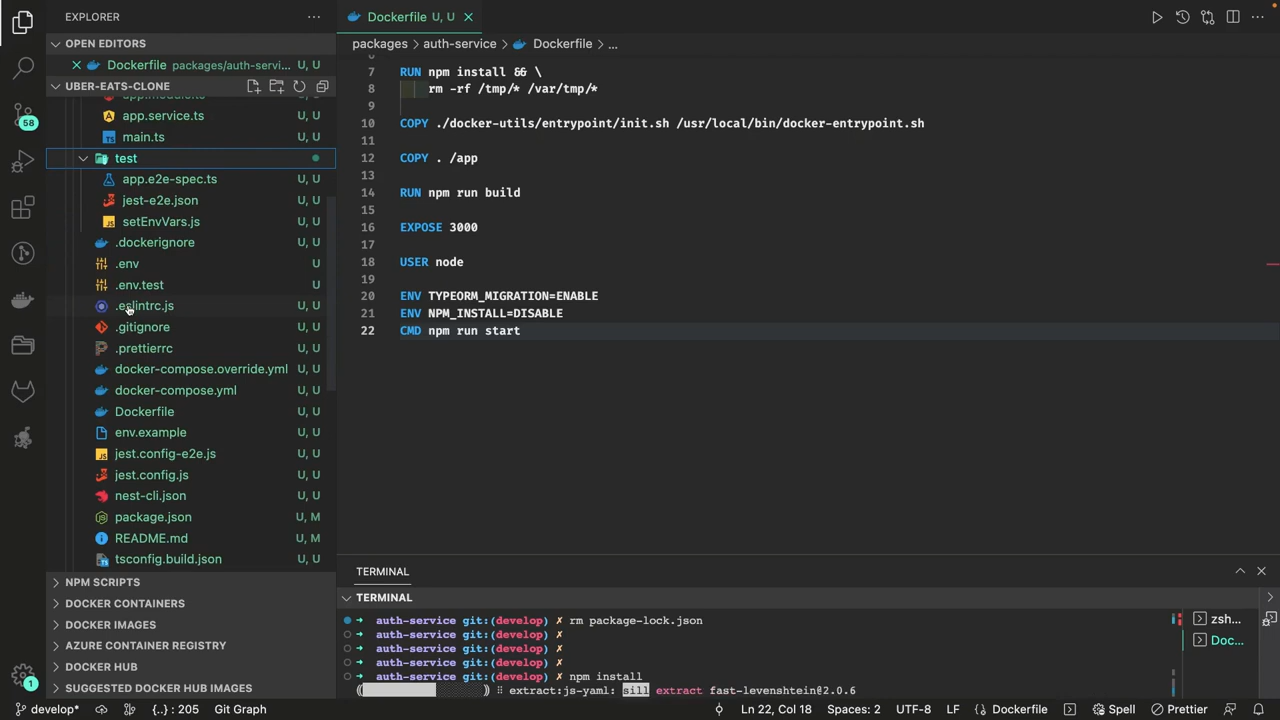 EXPLORER
OPEN EDITORS
Dockerfile packages/auth-servi... U, U
UBER-EATS-CLONE
app.module.ts
app.service.ts U, U
main.ts U, U
test
app.e2e-spec.ts U, U
jest-e2e.json U, U
setEnvVars.js U, U
.dockerignore U, U
.env U
.env.test U
.eslintrc.js U, U
.gitignore U, U
.prettierrc U, U
docker-compose.override.yml U, U
docker-compose.yml U, U
Dockerfile U, U
env.example U, U
jest.config-e2e.js U, U
jest.config.js U, U
nest-cli.json U, U
package.json U, M
README.md U, M
tsconfig.build.json U, U
NPM SCRIPTS
DOCKER CONTAINERS
DOCKER IMAGES
AZURE CONTAINER REGISTRY
DOCKER HUB
SUGGESTED DOCKER HUB IMAGES
58
1
Dockerfile U, U
packages > auth-service > Dockerfile > ...
7 RUN npm install && \
8 rm -rf /tmp/* /var/tmp/*
9
10 COPY ./docker-utils/entrypoint/init.sh /usr/local/bin/docker-entrypoint.sh
11
12 COPY . /app
13
14 RUN npm run build
15
16 EXPOSE 3000
17
18 USER node
19
20 ENV TYPEORM_MIGRATION=ENABLE
21 ENV NPM_INSTALL=DISABLE
22 CMD npm run start
TERMINAL
TERMINAL
auth-service git:(develop) ✗ rm package-lock.json
auth-service git:(develop) ✗
auth-service git:(develop) ✗
auth-service git:(develop) ✗
auth-service git:(develop) ✗ npm install
extract:js-yaml: sill extract fast-levenshtein@2.0.6
zsh...
Doc...
develop* {..} : 205 Git Graph Ln 22, Col 18 Spaces: 2 UTF-8 LF Dockerfile Spell Prettier